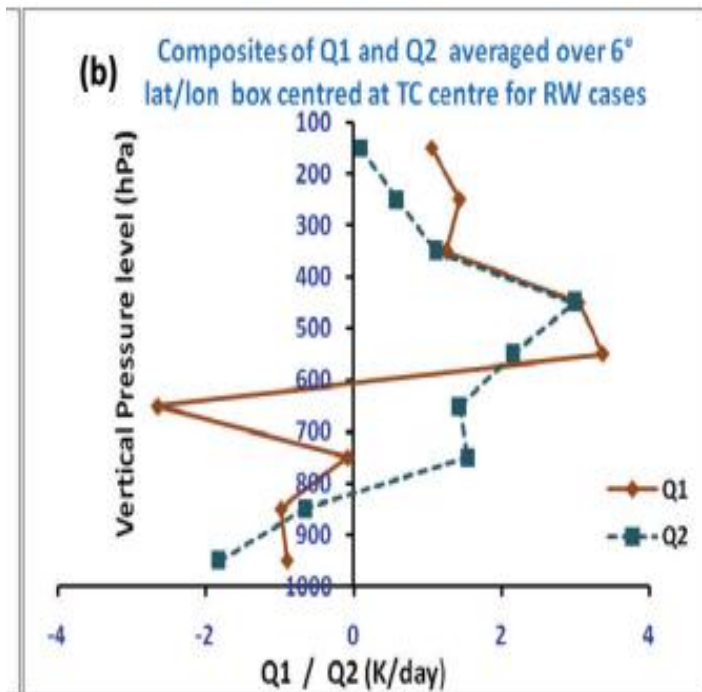 (b)
Composites of Q1 and Q2 averaged over 6°
lat/lon box centred at TC centre for RW cases
Vertical Presssure level (hPa)
100
200
300
400
500
600
700
800
900
1000
Q1
Q2
-4
-2
0
2
4
Q1 / Q2 (K/day)